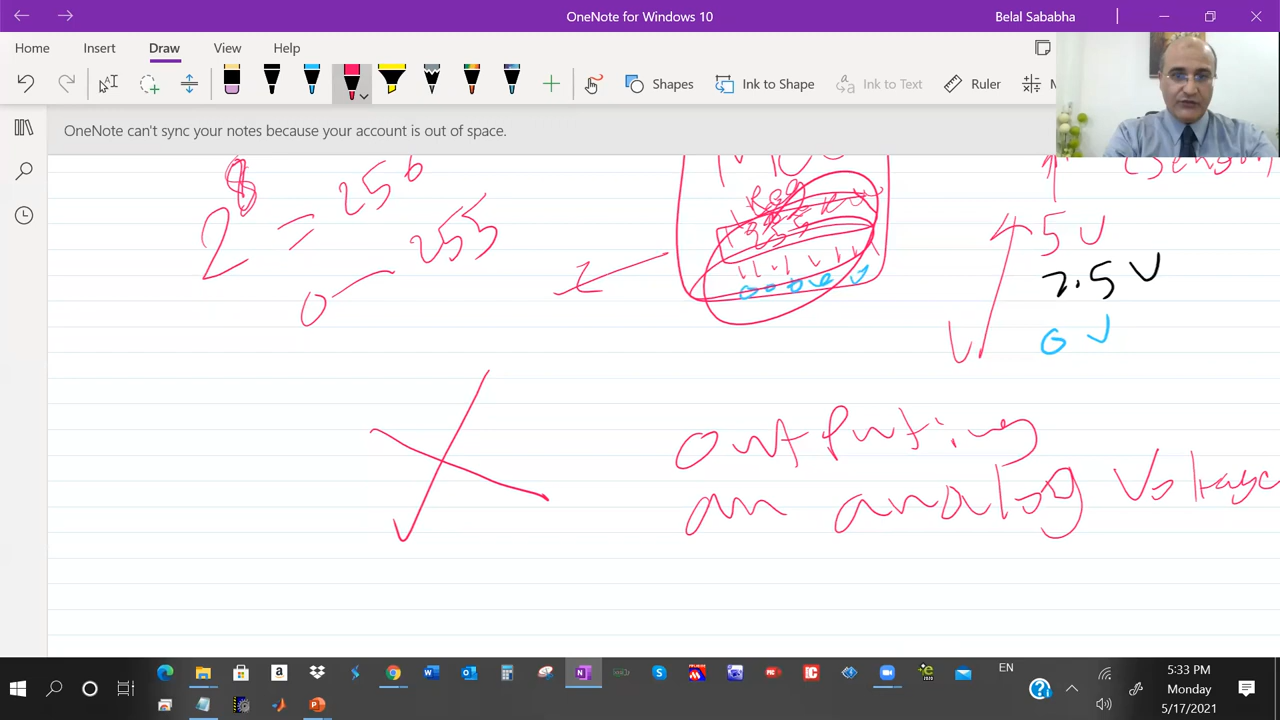 OneNote for Windows 10
Belal Sababha
Home
Insert
Draw
View
Help
Shapes
Ink to Shape
Ink to Text
Ruler
OneNote can't sync your notes because your account is out of space.
2^8 = 256
255
0
5 V
2.5 V
0 V
outputing
an analog Voltage
EN
5:33 PM
Monday
5/17/2021